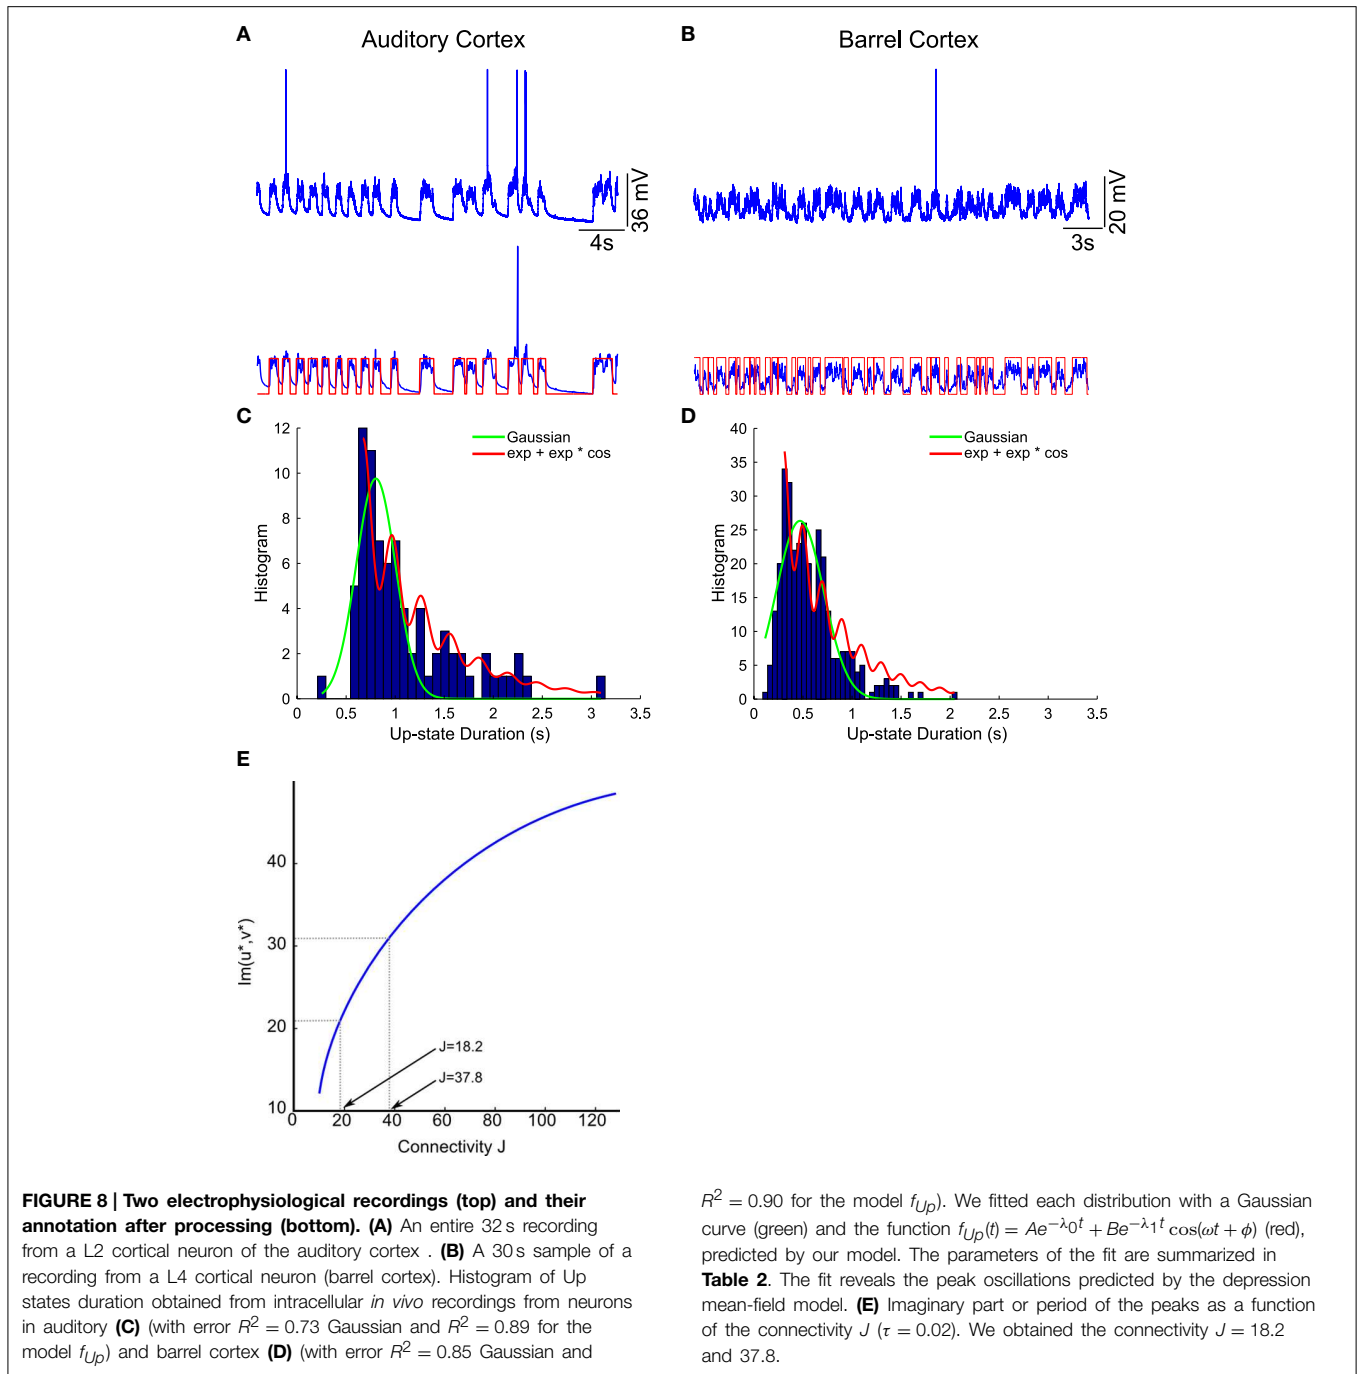 A
Auditory Cortex
B
Barrel Cortex
36 mV
4s
20 mV
3s
C
12
10
8
6
4
2
0
Histogram
Gaussian
exp + exp * cos
0
0.5
1
1.5
2
2.5
3
3.5
Up-state Duration (s)
D
40
35
30
25
20
15
10
5
0
Histogram
Gaussian
exp + exp * cos
0
0.5
1
1.5
2
2.5
3
3.5
Up-state Duration (s)
E
40
30
20
10
Im(u*,v*)
J=18.2
J=37.8
0
20
40
60
80
100
120
Connectivity J
FIGURE 8 | Two electrophysiological recordings (top) and their
annotation after processing (bottom). (A) An entire 32 s recording
from a L2 cortical neuron of the auditory cortex . (B) A 30 s sample of a
recording from a L4 cortical neuron (barrel cortex). Histogram of Up
states duration obtained from intracellular in vivo recordings from neurons
in auditory (C) (with error R² = 0.73 Gaussian and R² = 0.89 for the
model f_{Up}) and barrel cortex (D) (with error R² = 0.85 Gaussian and
R² = 0.90 for the model f_{Up}). We fitted each distribution with a Gaussian
curve (green) and the function f_{Up}(t) = Ae^{−λ₀t} + Be^{−λ₁t} cos(ωt + ϕ) (red),
predicted by our model. The parameters of the fit are summarized in
Table 2. The fit reveals the peak oscillations predicted by the depression
mean-field model. (E) Imaginary part or period of the peaks as a function
of the connectivity J (τ = 0.02). We obtained the connectivity J = 18.2
and 37.8.